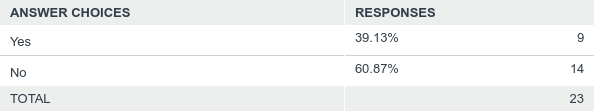 ANSWER CHOICES RESPONSES
Yes 39.13% 9
No 60.87% 14
TOTAL 23